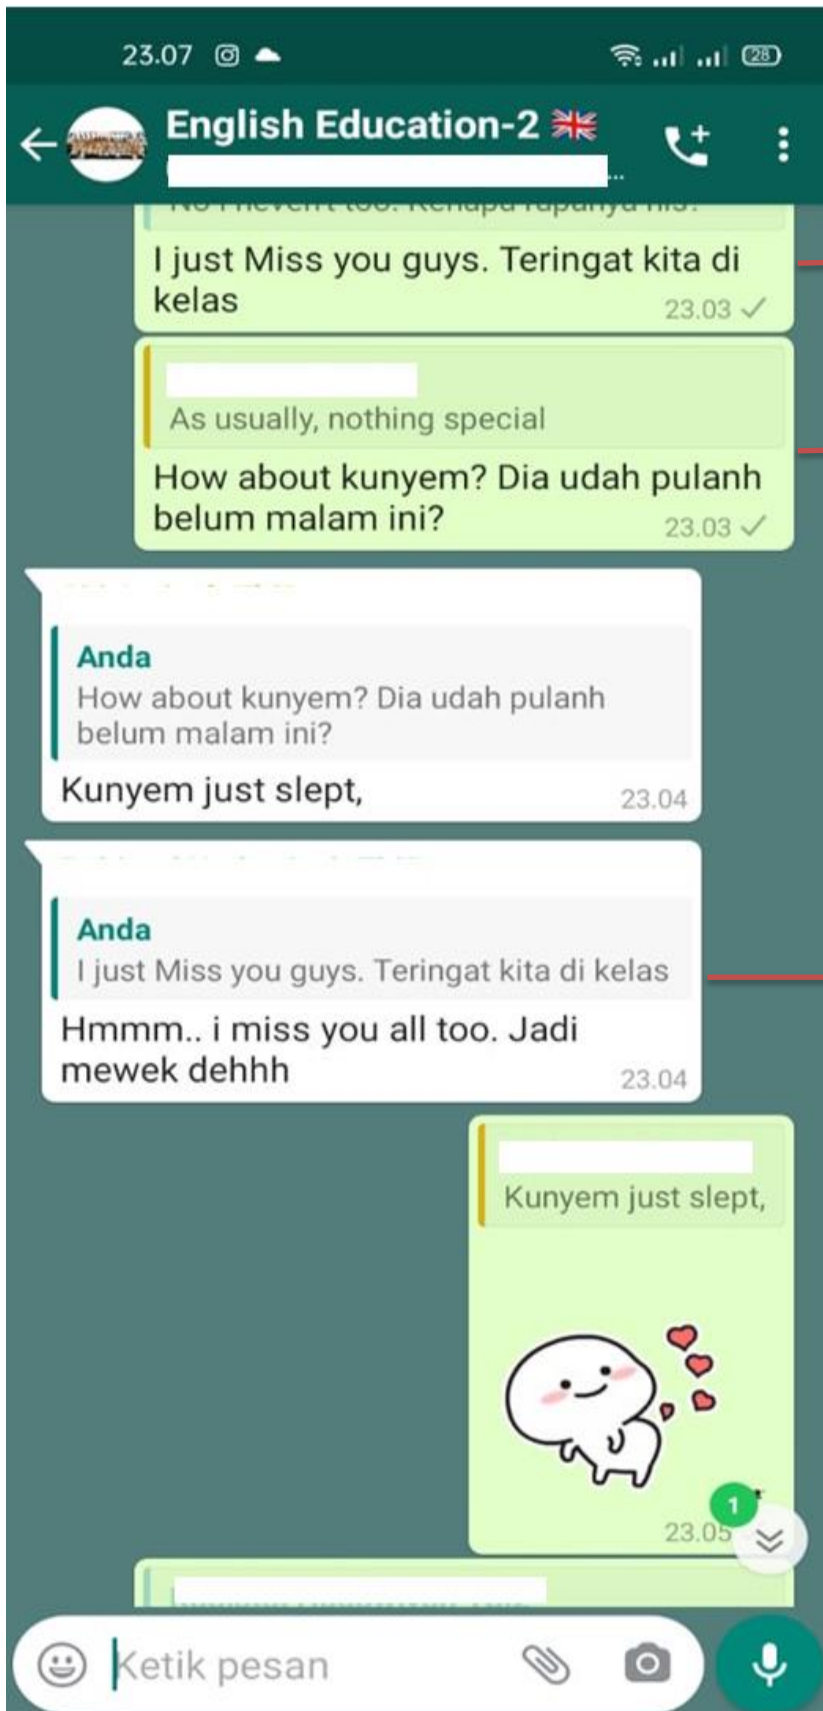 23.07
28
English Education-2
...
I just Miss you guys. Teringat kita di
kelas
23.03
As usually, nothing special
How about kunyem? Dia udah pulanh
belum malam ini?
23.03
Anda
How about kunyem? Dia udah pulanh
belum malam ini?
Kunyem just slept,
23.04
Anda
I just Miss you guys. Teringat kita di kelas
Hmmm.. i miss you all too. Jadi
mewek dehhh
23.04
Kunyem just slept,
1
23.05
Ketik pesan